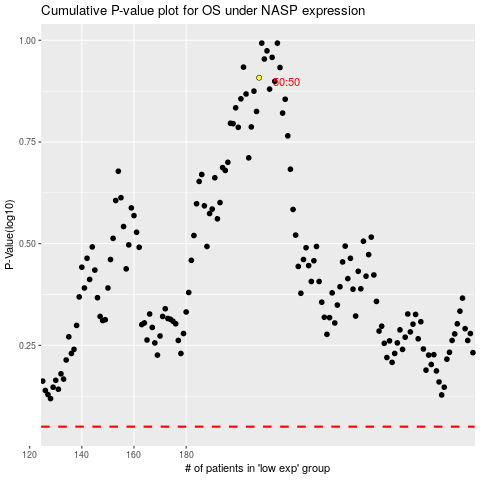 Cumulative P-value plot for OS under NASP expression
1.00
0.75
0.50
0.25
50:50
P-Value(log10)
120 140 160 180
# of patients in 'low exp' group